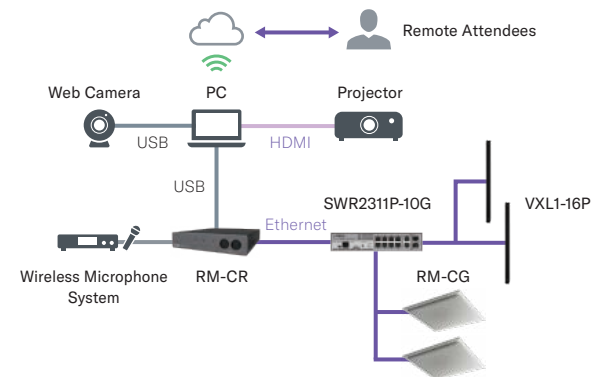 Remote Attendees
Web Camera
PC
Projector
USB
HDMI
USB
SWR2311P-10G
VXL1-16P
Ethernet
Wireless Microphone
System
RM-CR
RM-CG